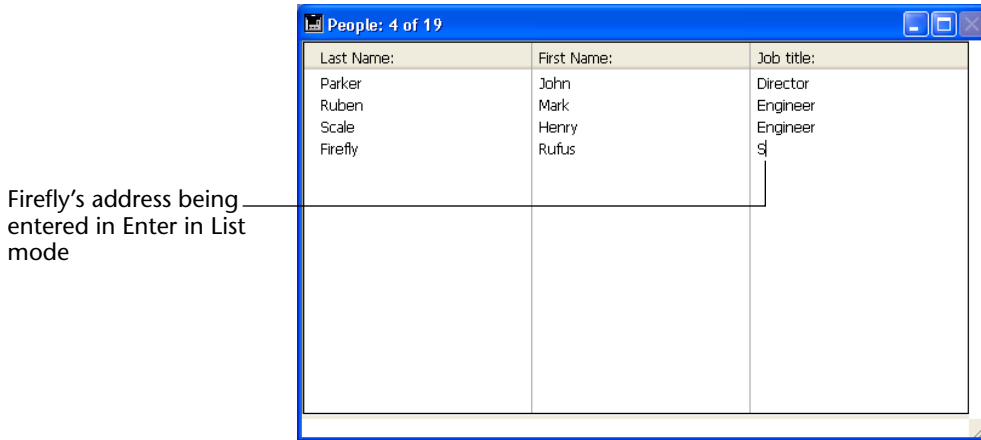 People: 4 of 19
Last Name: First Name: Job title:
Parker John Director
Ruben Mark Engineer
Scale Henry Engineer
Firefly Rufus S
Firefly’s address being
entered in Enter in List
mode